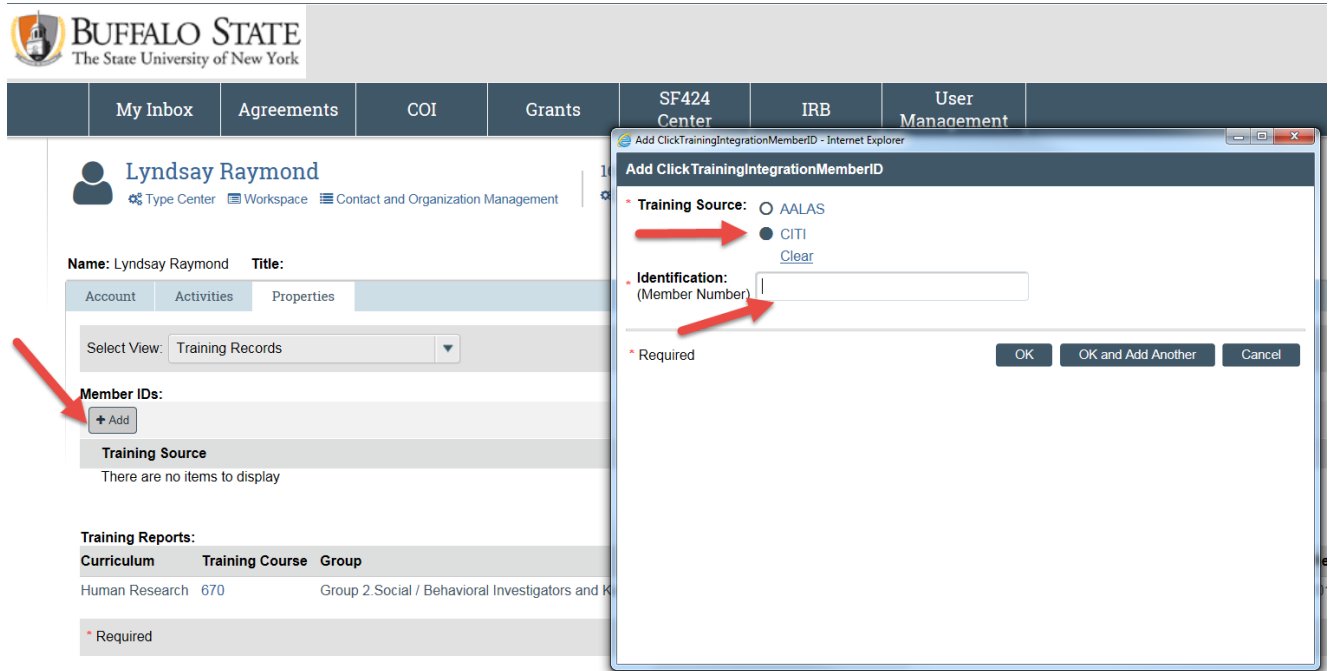 BUFFALO STATE
The State University of New York
My Inbox
Agreements
COI
Grants
SF424
Center
IRB
User
Management
Lyndsay Raymond
Type Center
Workspace
Contact and Organization Management
Name: Lyndsay Raymond Title:
Account
Activities
Properties
Select View: Training Records
Member IDs:
+ Add
Training Source
There are no items to display
Training Reports:
Curriculum Training Course Group
Human Research 670 Group 2.Social / Behavioral Investigators and K
* Required
Add ClickTrainingIntegrationMemberID - Internet Explorer
Add ClickTrainingIntegrationMemberID
* Training Source:
AALAS
CITI
Clear
* Identification:
(Member Number)
* Required
OK
OK and Add Another
Cancel